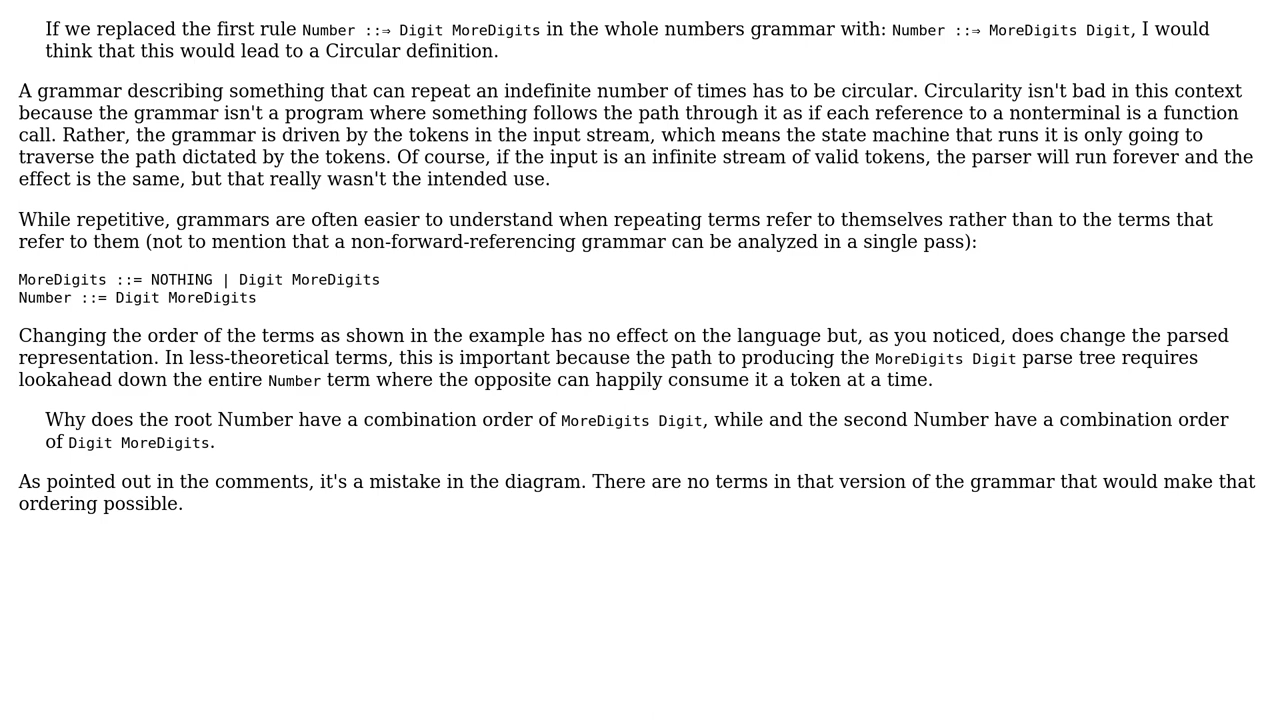 If we replaced the first rule Number ::⇒ Digit MoreDigits in the whole numbers grammar with: Number ::⇒ MoreDigits Digit, I would
think that this would lead to a Circular definition.
A grammar describing something that can repeat an indefinite number of times has to be circular. Circularity isn't bad in this context
because the grammar isn't a program where something follows the path through it as if each reference to a nonterminal is a function
call. Rather, the grammar is driven by the tokens in the input stream, which means the state machine that runs it is only going to
traverse the path dictated by the tokens. Of course, if the input is an infinite stream of valid tokens, the parser will run forever and the
effect is the same, but that really wasn't the intended use.
While repetitive, grammars are often easier to understand when repeating terms refer to themselves rather than to the terms that
refer to them (not to mention that a non-forward-referencing grammar can be analyzed in a single pass):
MoreDigits ::= NOTHING | Digit MoreDigits
Number ::= Digit MoreDigits
Changing the order of the terms as shown in the example has no effect on the language but, as you noticed, does change the parsed
representation. In less-theoretical terms, this is important because the path to producing the MoreDigits Digit parse tree requires
lookahead down the entire Number term where the opposite can happily consume it a token at a time.
Why does the root Number have a combination order of MoreDigits Digit, while and the second Number have a combination order
of Digit MoreDigits.
As pointed out in the comments, it's a mistake in the diagram. There are no terms in that version of the grammar that would make that
ordering possible.